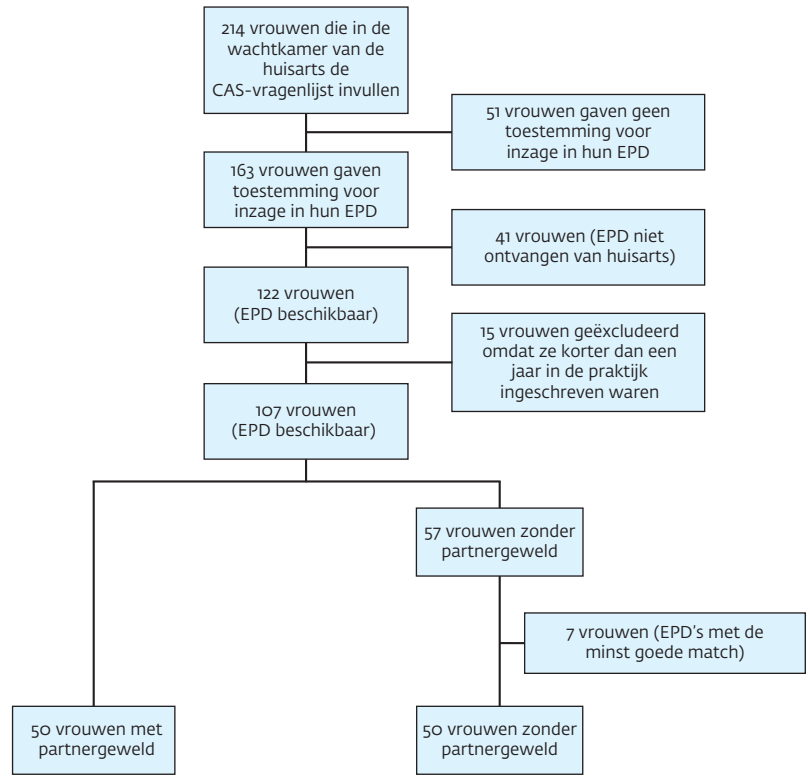 214 vrouwen die in de
wachtkamer van de
huisarts de
CAS-vragenlijst invullen
51 vrouwen gaven geen
toestemming voor
inzage in hun EPD
163 vrouwen gaven
toestemming voor
inzage in hun EPD
41 vrouwen (EPD niet
ontvangen van huisarts)
122 vrouwen
(EPD beschikbaar)
15 vrouwen geëxcludeerd
omdat ze korter dan een
jaar in de praktijk
ingeschreven waren
107 vrouwen
(EPD beschikbaar)
57 vrouwen zonder
partnergeweld
7 vrouwen (EPD's met de
minst goede match)
50 vrouwen met
partnergeweld
50 vrouwen zonder
partnergeweld